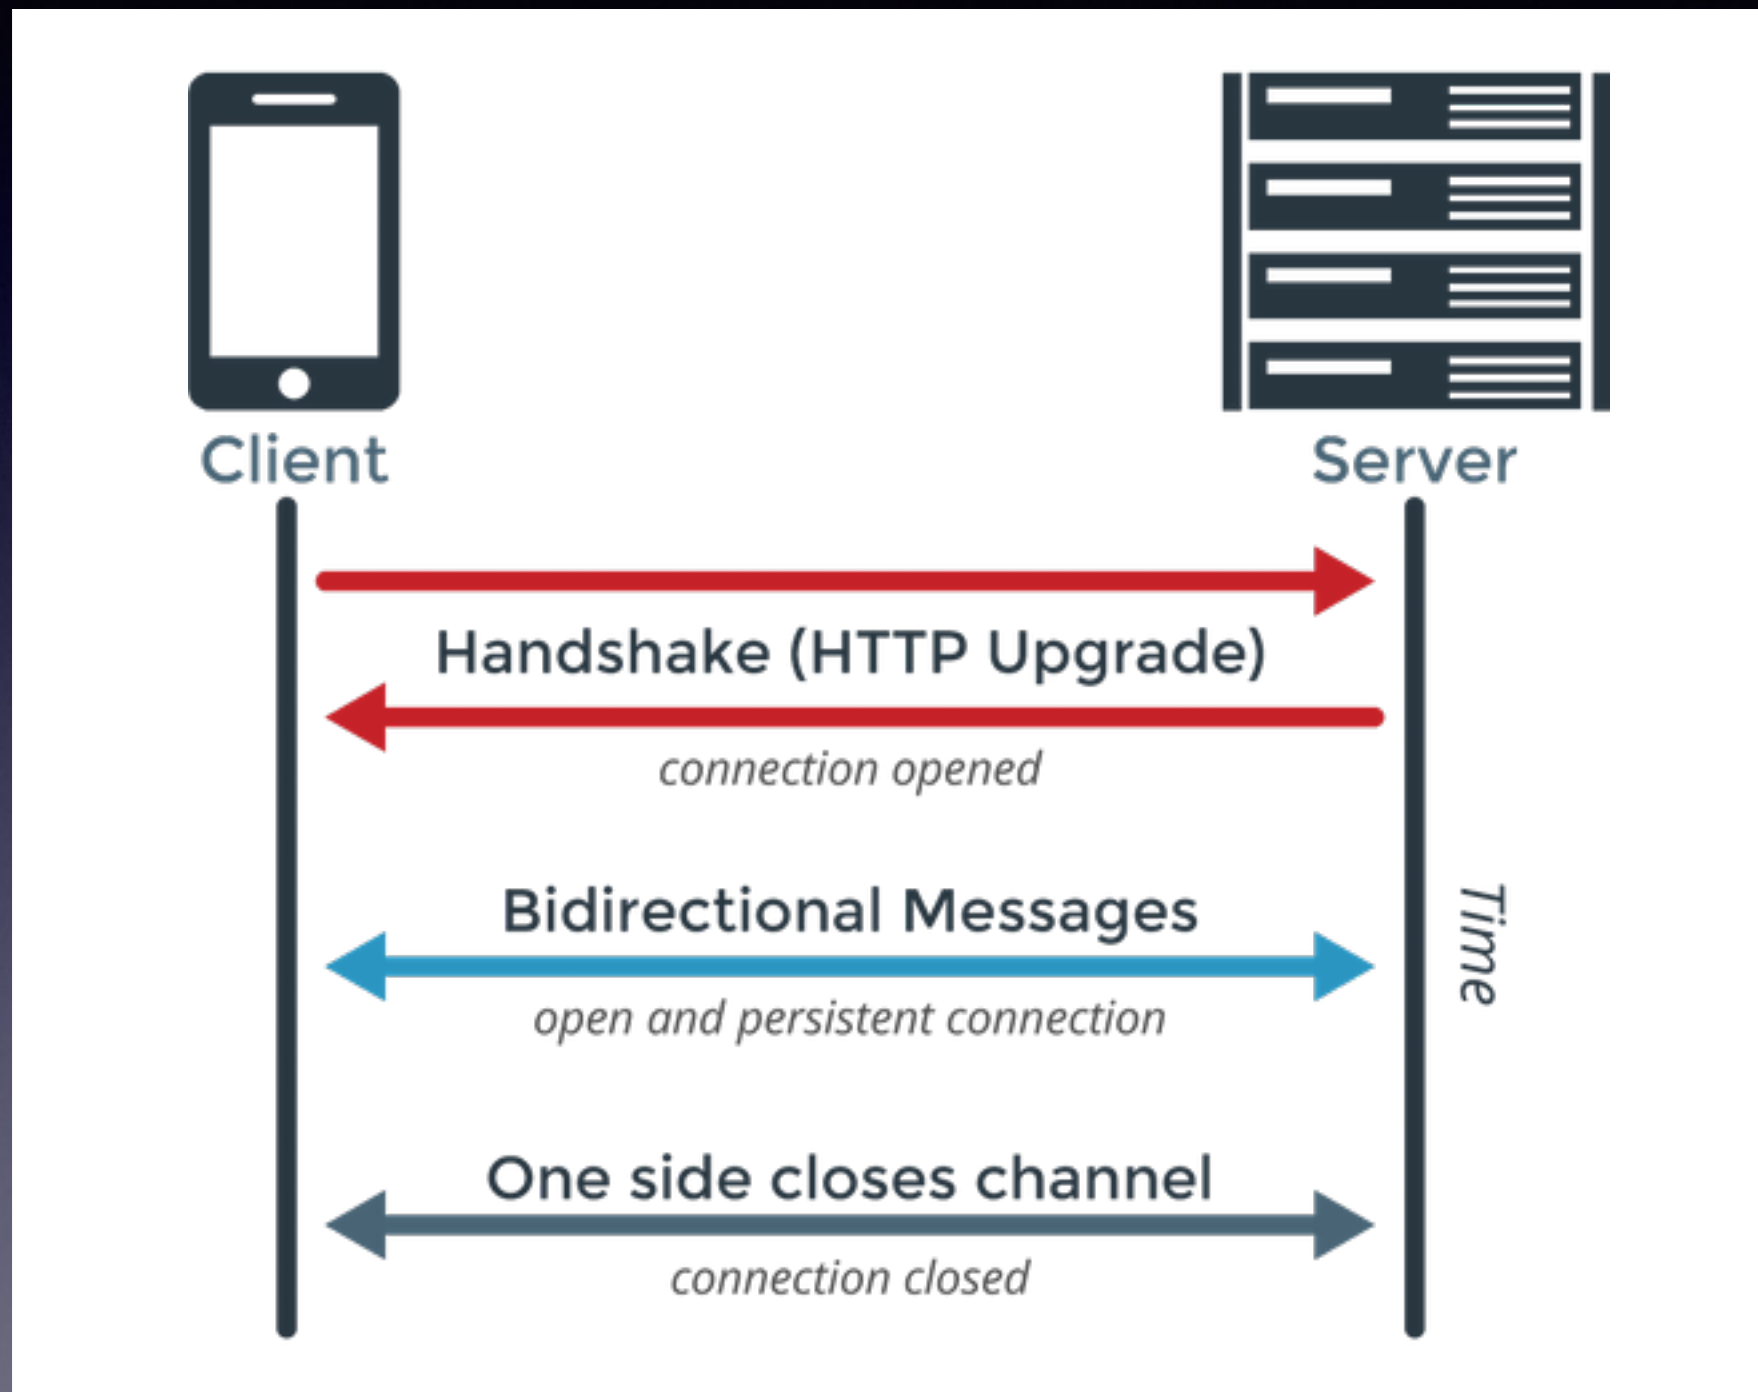 Client
Server
Handshake (HTTP Upgrade)
connection opened
Bidirectional Messages
open and persistent connection
Time
One side closes channel
connection closed